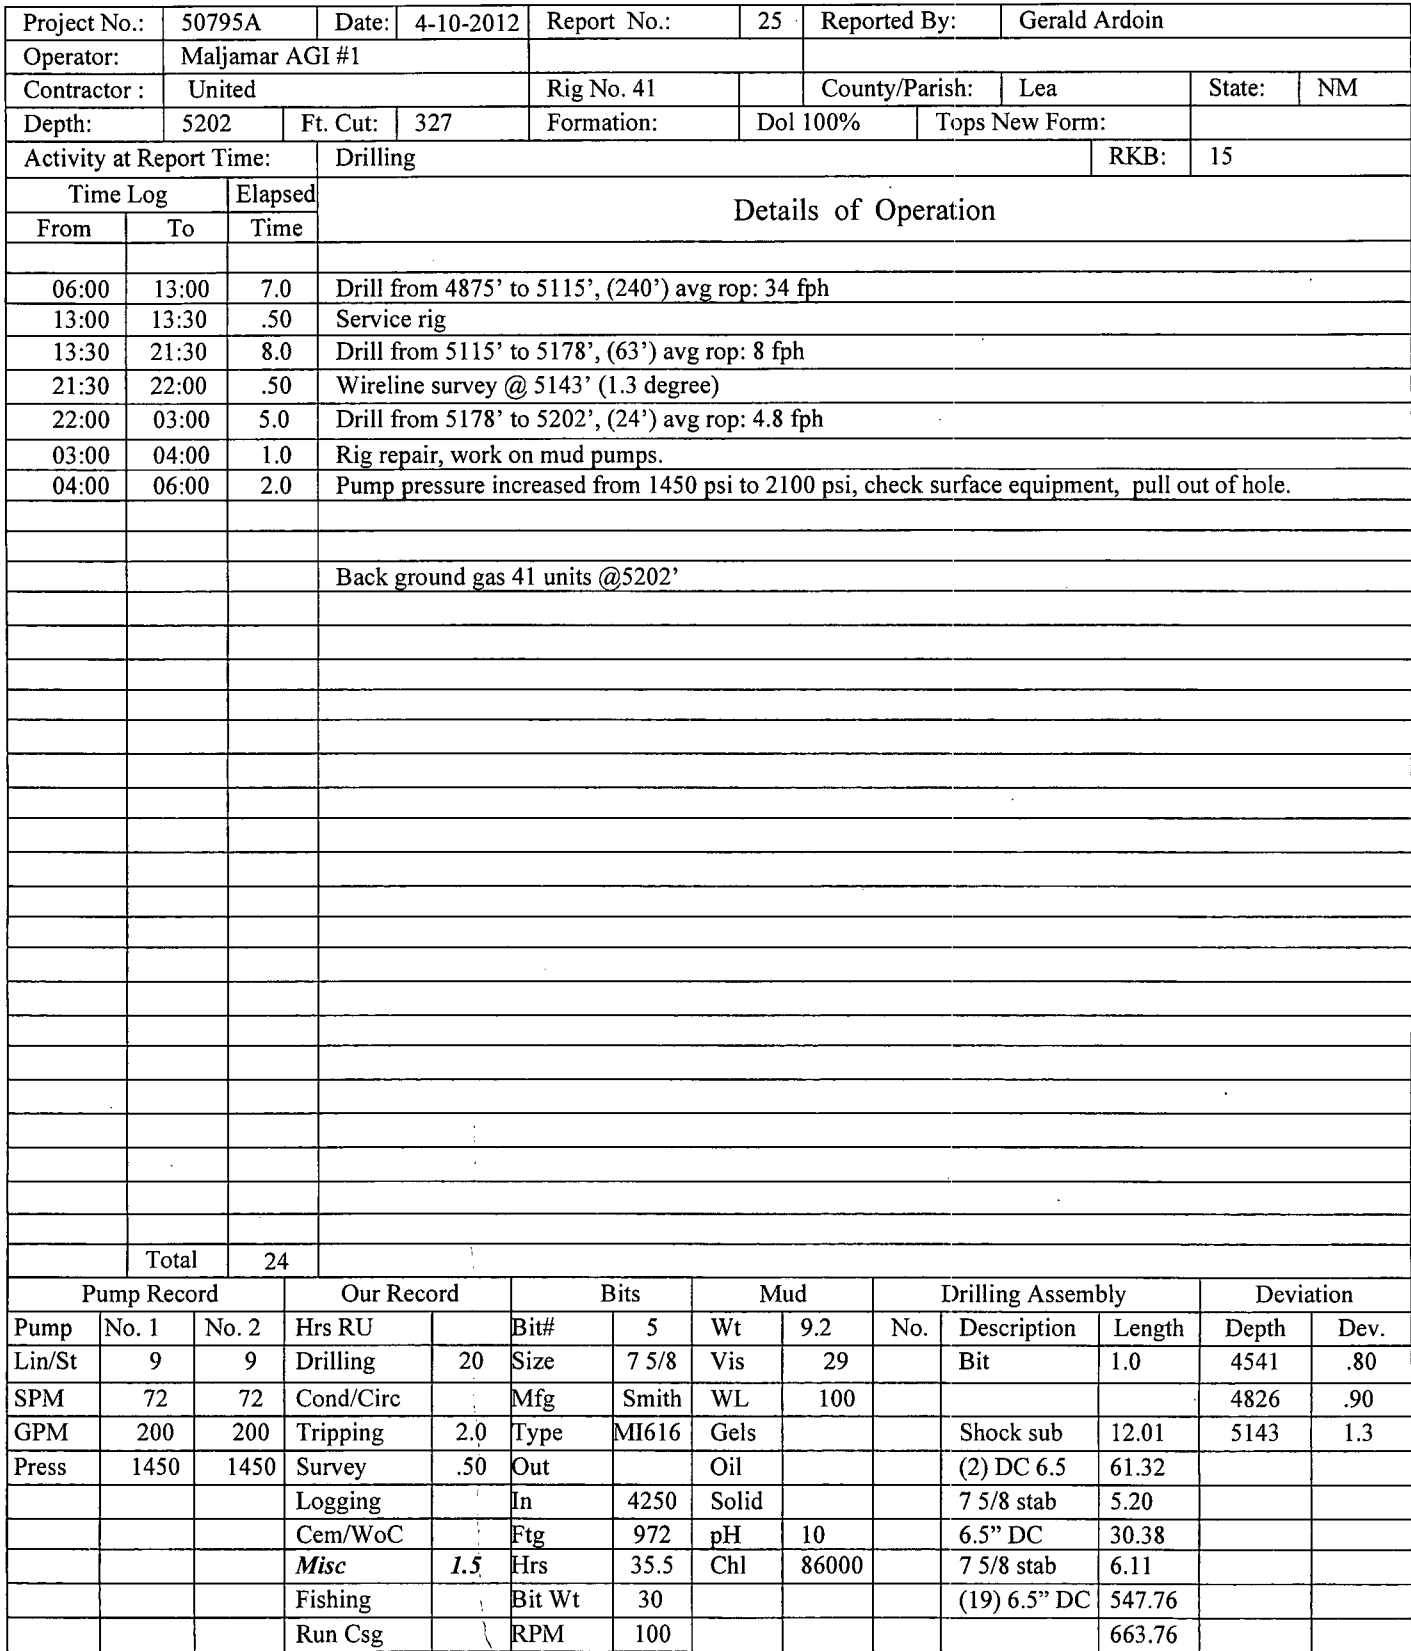 Project No.: 50795A Date: 4-10-2012 Report No.: 25 Reported By: Gerald Ardoin
Operator: Maljamar AGI #1
Contractor : United Rig No. 41 County/Parish: Lea State: NM
Depth: 5202 Ft. Cut: 327 Formation: Dol 100% Tops New Form:
Activity at Report Time: Drilling RKB: 15
Time Log Elapsed Details of Operation
From To Time
06:00 13:00 7.0 Drill from 4875’ to 5115’, (240’) avg rop: 34 fph
13:00 13:30 .50 Service rig
13:30 21:30 8.0 Drill from 5115’ to 5178’, (63’) avg rop: 8 fph
21:30 22:00 .50 Wireline survey @ 5143’ (1.3 degree)
22:00 03:00 5.0 Drill from 5178’ to 5202’, (24’) avg rop: 4.8 fph
03:00 04:00 1.0 Rig repair, work on mud pumps.
04:00 06:00 2.0 Pump pressure increased from 1450 psi to 2100 psi, check surface equipment, pull out of hole.
Back ground gas 41 units @5202’
Total 24
Pump Record Our Record Bits Mud Drilling Assembly Deviation
Pump No. 1 No. 2 Hrs RU Bit# 5 Wt 9.2 No. Description Length Depth Dev.
Lin/St 9 9 Drilling 20 Size 7 5/8 Vis 29 Bit 1.0 4541 .80
SPM 72 72 Cond/Circ Mfg Smith WL 100 4826 .90
GPM 200 200 Tripping 2.0 Type MI616 Gels Shock sub 12.01 5143 1.3
Press 1450 1450 Survey .50 Out Oil (2) DC 6.5 61.32
Logging In 4250 Solid 7 5/8 stab 5.20
Cem/WoC Ftg 972 pH 10 6.5” DC 30.38
Misc 1.5 Hrs 35.5 Chl 86000 7 5/8 stab 6.11
Fishing Bit Wt 30 (19) 6.5” DC 547.76
Run Csg RPM 100 663.76